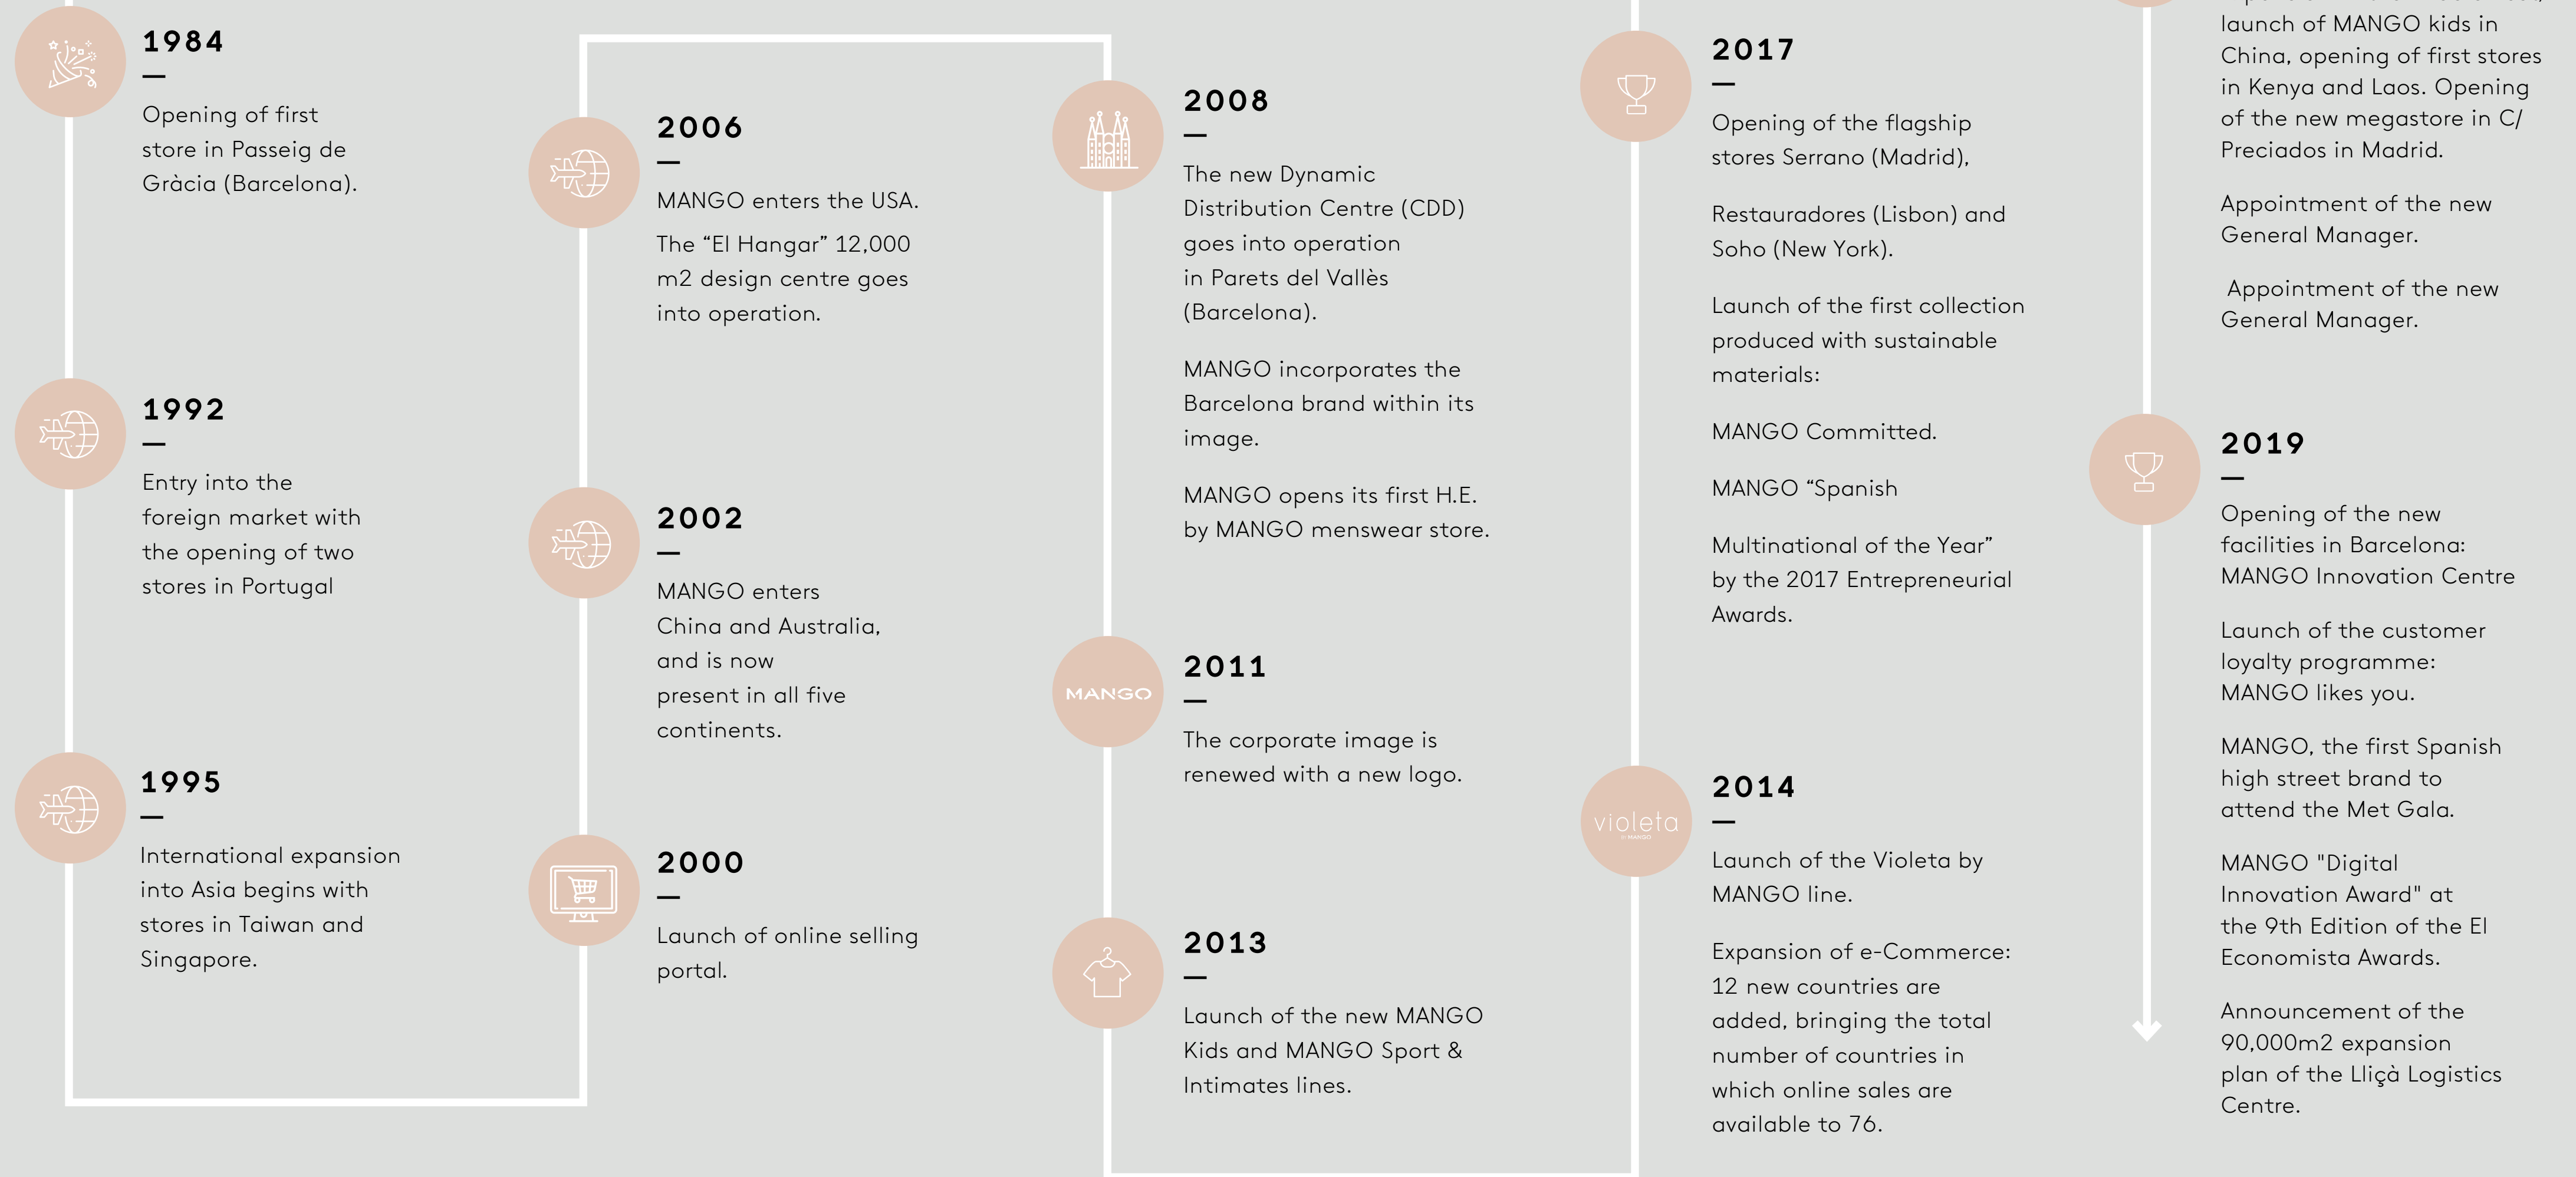 1984
—
Opening of first
store in Passeig de
Gràcia (Barcelona).
1992
—
Entry into the
foreign market with
the opening of two
stores in Portugal
1995
—
International expansion
into Asia begins with
stores in Taiwan and
Singapore.
2006
—
MANGO enters the USA.
The “El Hangar” 12,000
m2 design centre goes
into operation.
2002
—
MANGO enters
China and Australia,
and is now
present in all five
continents.
2000
—
Launch of online selling
portal.
2008
—
The new Dynamic
Distribution Centre (CDD)
goes into operation
in Parets del Vallès
(Barcelona).
MANGO incorporates the
Barcelona brand within its
image.
MANGO opens its first H.E.
by MANGO menswear store.
MANGO
2011
—
The corporate image is
renewed with a new logo.
2013
—
Launch of the new MANGO
Kids and MANGO Sport &
Intimates lines.
2017
—
Opening of the flagship
stores Serrano (Madrid),
Restauradores (Lisbon) and
Soho (New York).
Launch of the first collection
produced with sustainable
materials:
MANGO Committed.
MANGO “Spanish
Multinational of the Year”
by the 2017 Entrepreneurial
Awards.
violeta
BY MANGO
2014
—
Launch of the Violeta by
MANGO line.
Expansion of e-Commerce:
12 new countries are
added, bringing the total
number of countries in
which online sales are
available to 76.
launch of MANGO kids in
China, opening of first stores
in Kenya and Laos. Opening
of the new megastore in C/
Preciados in Madrid.
Appointment of the new
General Manager.
Appointment of the new
General Manager.
2019
—
Opening of the new
facilities in Barcelona:
MANGO Innovation Centre
Launch of the customer
loyalty programme:
MANGO likes you.
MANGO, the first Spanish
high street brand to
attend the Met Gala.
MANGO "Digital
Innovation Award" at
the 9th Edition of the El
Economista Awards.
Announcement of the
90,000m2 expansion
plan of the Lliçà Logistics
Centre.